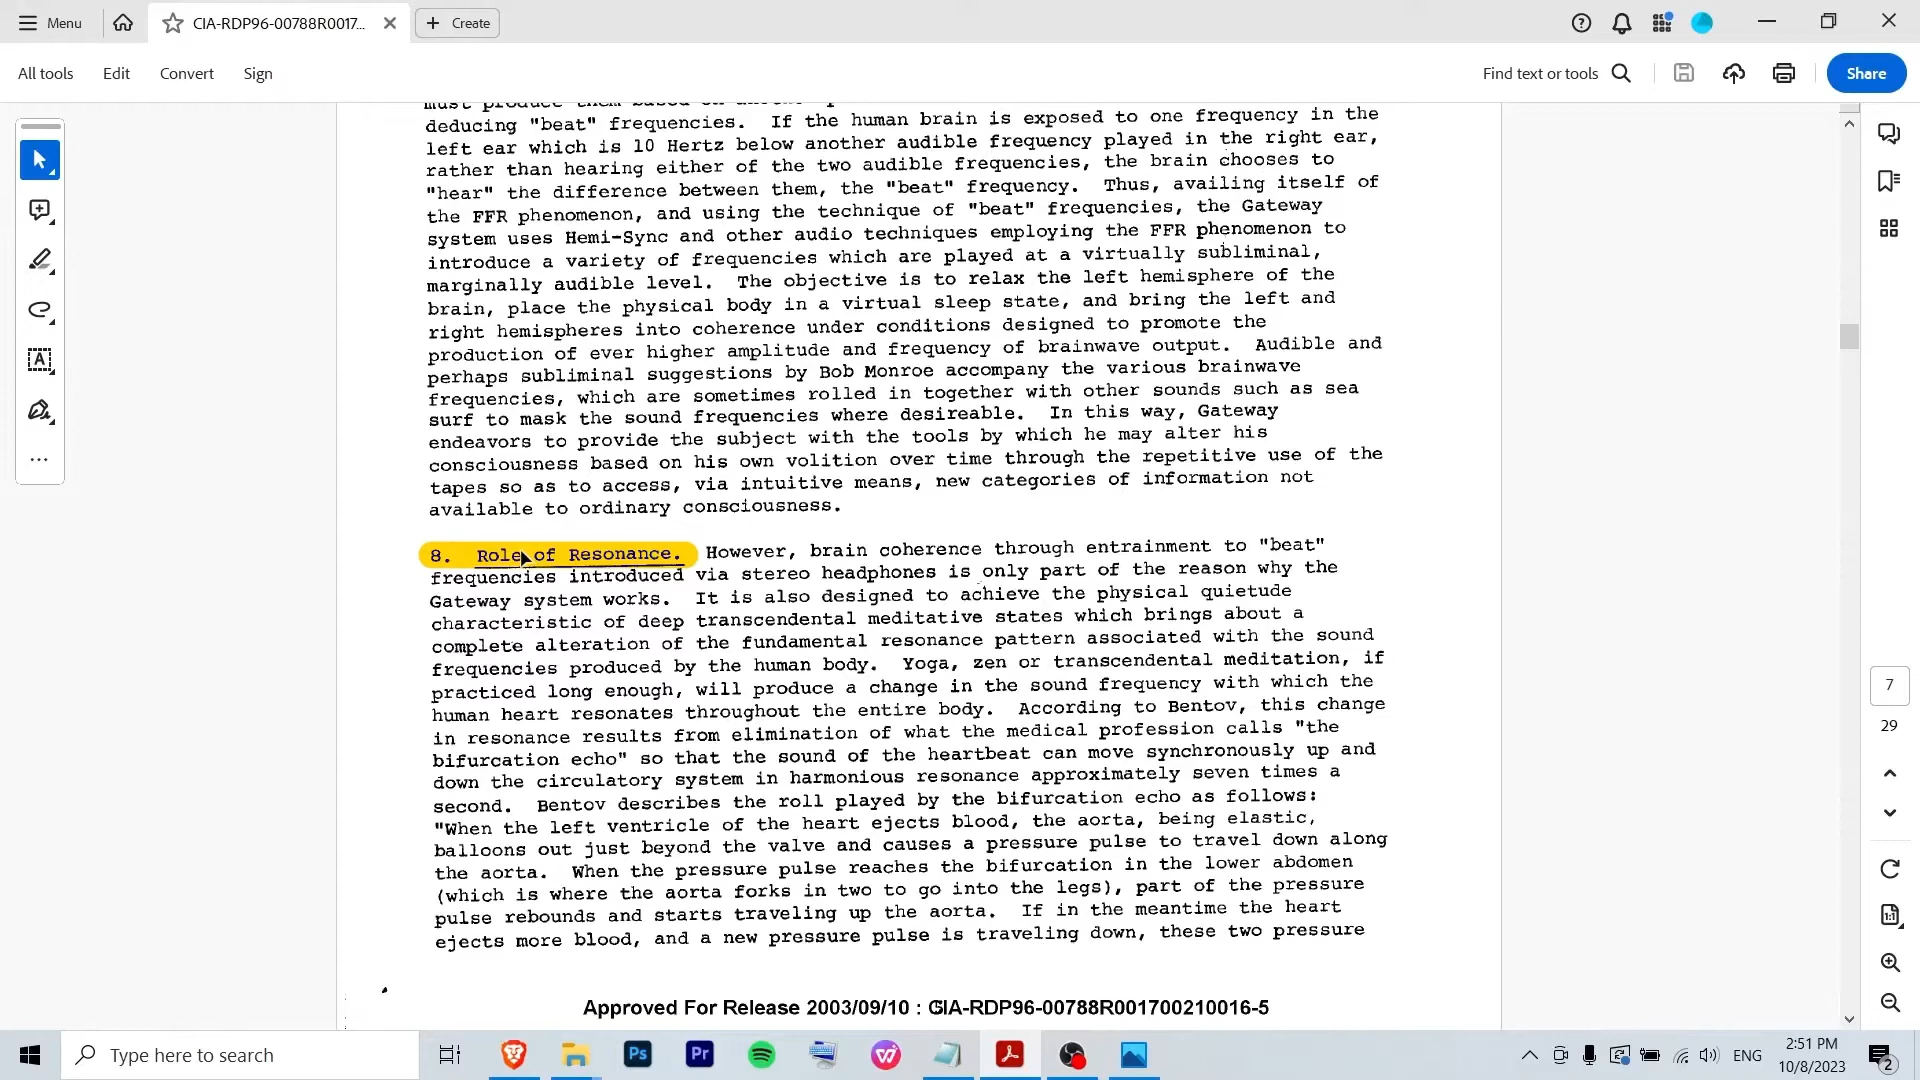 Menu
CIA-RDP96-00788R0017...
Create
All tools
Edit
Convert
Sign
Find text or tools
Share
deducing "beat" frequencies. If the human brain is exposed to one frequency in the
left ear which is 10 Hertz below another audible frequency played in the right ear,
rather than hearing either of the two audible frequencies, the brain chooses to
"hear" the difference between them, the "beat" frequency. Thus, availing itself of
the FFR phenomenon, and using the technique of "beat" frequencies, the Gateway
system uses Hemi-Sync and other audio techniques employing the FFR phenomenon to
introduce a variety of frequencies which are played at a virtually subliminal,
marginally audible level. The objective is to relax the left hemisphere of the
brain, place the physical body in a virtual sleep state, and bring the left and
right hemispheres into coherence under conditions designed to promote the
production of ever higher amplitude and frequency of brainwave output. Audible and
perhaps subliminal suggestions by Bob Monroe accompany the various brainwave
frequencies, which are sometimes rolled in together with other sounds such as sea
surf to mask the sound frequencies where desireable. In this way, Gateway
endeavors to provide the subject with the tools by which he may alter his
consciousness based on his own volition over time through the repetitive use of the
tapes so as to access, via intuitive means, new categories of information not
available to ordinary consciousness.
8. Role of Resonance. However, brain coherence through entrainment to "beat"
frequencies introduced via stereo headphones is only part of the reason why the
Gateway system works. It is also designed to achieve the physical quietude
characteristic of deep transcendental meditative states which brings about a
complete alteration of the fundamental resonance pattern associated with the sound
frequencies produced by the human body. Yoga, zen or transcendental meditation, if
practiced long enough, will produce a change in the sound frequency with which the
human heart resonates throughout the entire body. According to Bentov, this change
in resonance results from elimination of what the medical profession calls "the
bifurcation echo" so that the sound of the heartbeat can move synchronously up and
down the circulatory system in harmonious resonance approximately seven times a
second. Bentov describes the roll played by the bifurcation echo as follows:
"When the left ventricle of the heart ejects blood, the aorta, being elastic,
balloons out just beyond the valve and causes a pressure pulse to travel down along
the aorta. When the pressure pulse reaches the bifurcation in the lower abdomen
(which is where the aorta forks in two to go into the legs), part of the pressure
pulse rebounds and starts traveling up the aorta. If in the meantime the heart
ejects more blood, and a new pressure pulse is traveling down, these two pressure
Approved For Release 2003/09/10 : CIA-RDP96-00788R001700210016-5
7
29
Type here to search
Ps
Pr
ENG
2:51 PM
10/8/2023
2